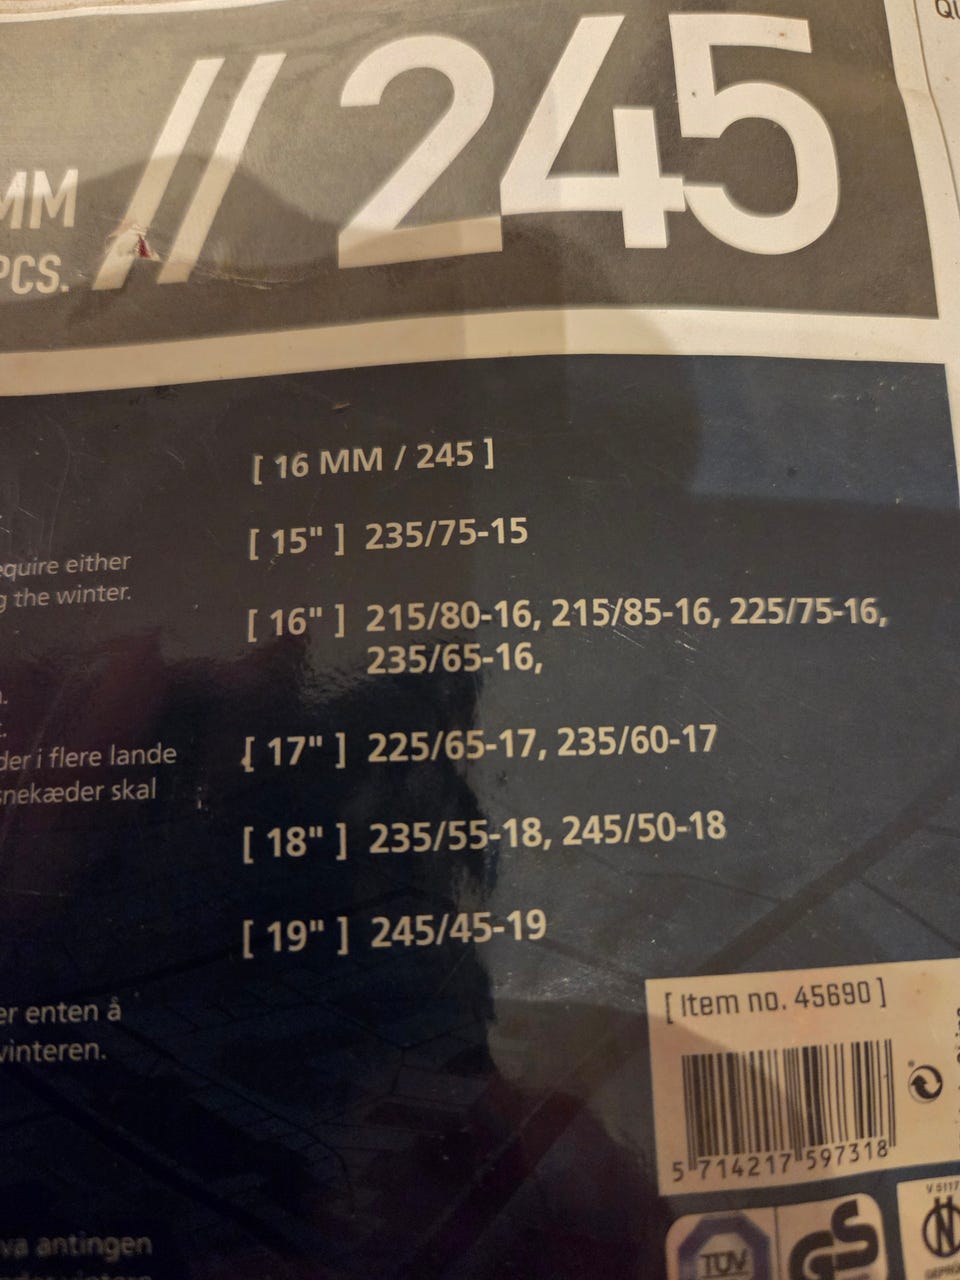 QU
MM // 245
PCS.
[ 16 MM / 245 ]
[ 15" ] 235/75-15
equire either
g the winter.
[ 16" ] 215/80-16, 215/85-16, 225/75-16,
235/65-16,
[ 17" ] 225/65-17, 235/60-17
der i flere lande
snekæder skal
[ 18" ] 235/55-18, 245/50-18
[ 19" ] 245/45-19
[ Item no. 45690 ]
er enten å
vinteren.
5 714217 597318
va antingen
TÜV GS